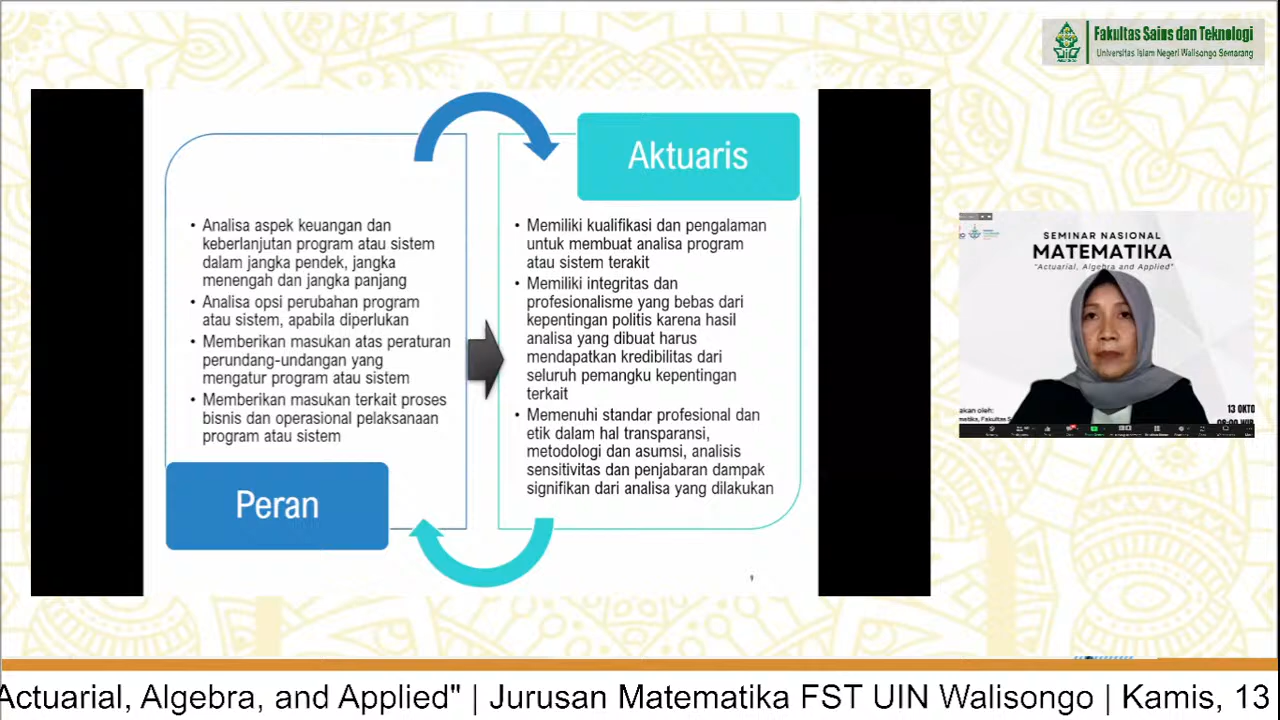 Fakultas Sains dan Teknologi
Universitas Islam Negeri Walisongo Semarang
Aktuaris
• Analisa aspek keuangan dan
keberlanjutan program atau sistem
dalam jangka pendek, jangka
menengah dan jangka panjang
• Analisa opsi perubahan program
atau sistem, apabila diperlukan
• Memberikan masukan atas peraturan
perundang-undangan yang
mengatur program atau sistem
• Memberikan masukan terkait proses
bisnis dan operasional pelaksanaan
program atau sistem
Peran
• Memiliki kualifikasi dan pengalaman
untuk membuat analisa program
atau sistem terakit
• Memiliki integritas dan
profesionalisme yang bebas dari
kepentingan politis karena hasil
analisa yang dibuat harus
mendapatkan kredibilitas dari
seluruh pemangku kepentingan
terkait
• Memenuhi standar profesional dan
etik dalam hal transparansi,
metodologi dan asumsi, analisis
sensitivitas dan penjabaran dampak
signifikan dari analisa yang dilakukan
9
SEMINAR NASIONAL
MATEMATIKA
"Actuarial, Algebra and Applied"
akan oleh:
matika, Fakultas S
13 OKTO
Actuarial, Algebra, and Applied" | Jurusan Matematika FST UIN Walisongo | Kamis, 13